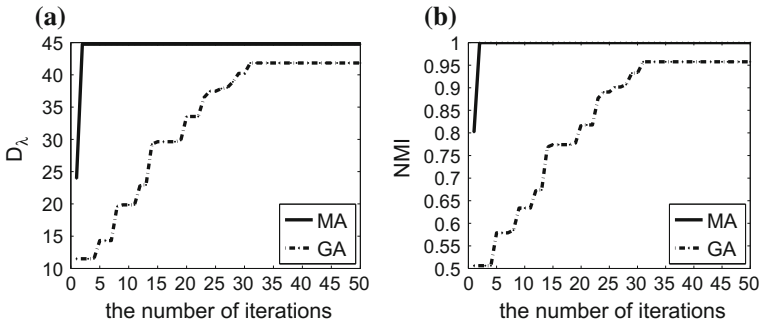 (a)
45
40
35
30
25
20
15
10
D_λ
0 5 10 15 20 25 30 35 40 45 50
the number of iterations
MA
GA
(b)
1
0.95
0.9
0.85
0.8
0.75
0.7
0.65
0.6
0.55
0.5
NMI
0 5 10 15 20 25 30 35 40 45 50
the number of iterations
MA
GA